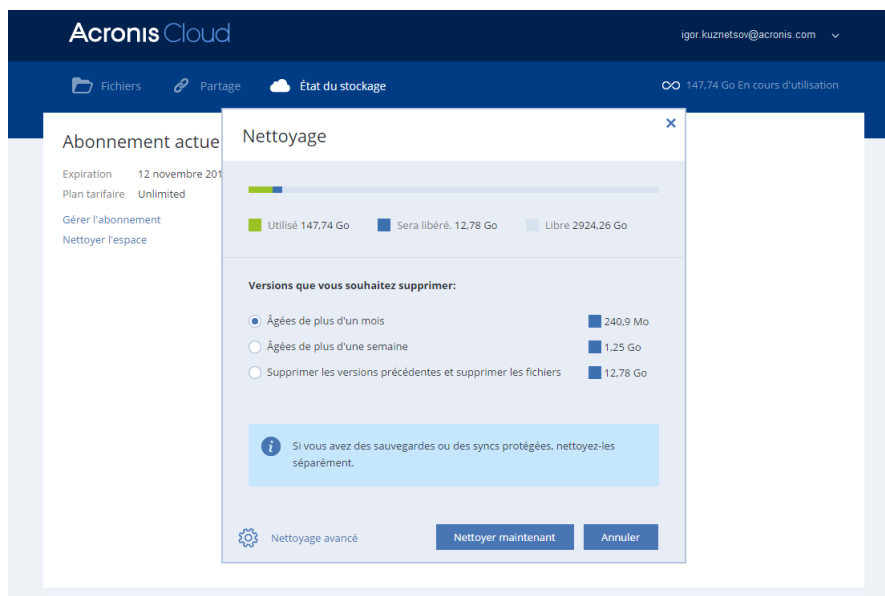 Acronis Cloud
igor.kuznetsov@acronis.com
Fichiers
Partage
État du stockage
147,74 Go En cours d'utilisation
Abonnement actue
Expiration 12 novembre 201
Plan tarifaire Unlimited
Gérer l'abonnement
Nettoyer l'espace
Nettoyage
Utilisé 147,74 Go
Sera libéré. 12,78 Go
Libre 2924,26 Go
Versions que vous souhaitez supprimer:
Âgées de plus d'un mois 240,9 Mo
Âgées de plus d'une semaine 1,25 Go
Supprimer les versions précédentes et supprimer les fichiers 12,78 Go
Si vous avez des sauvegardes ou des syncs protégées, nettoyez-les
séparément.
Nettoyage avancé
Nettoyer maintenant
Annuler